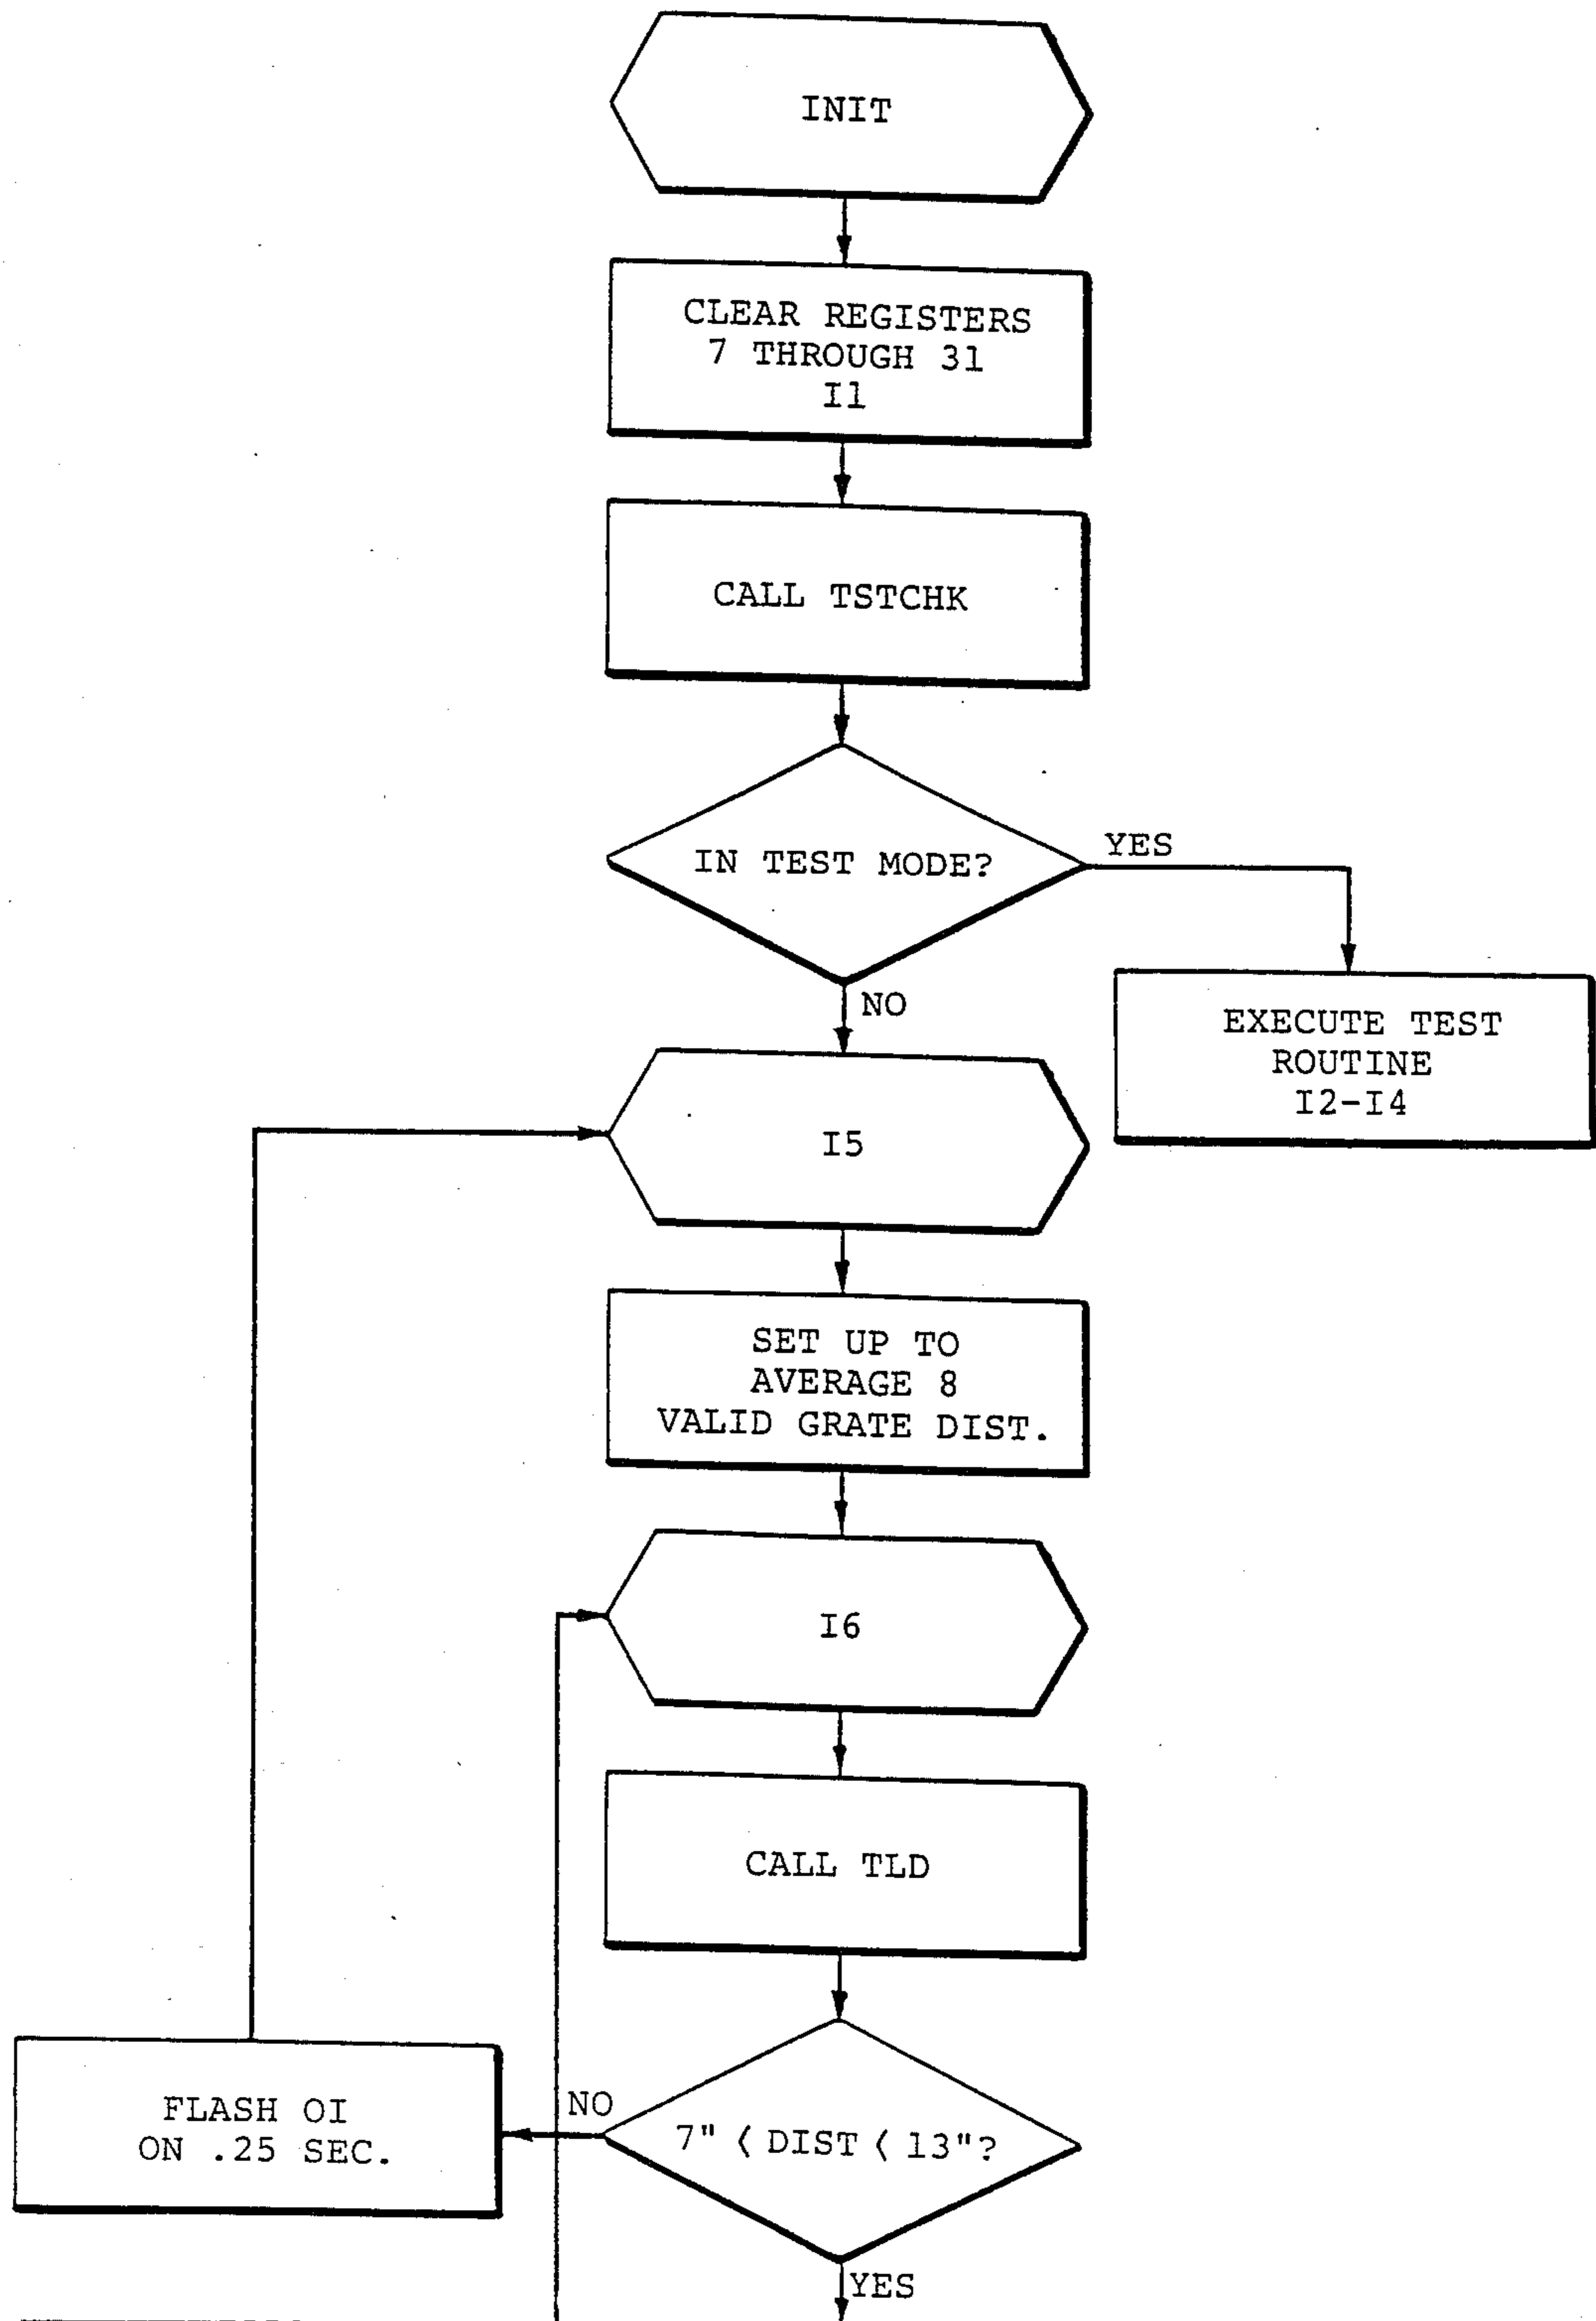 INIT
CLEAR REGISTERS
7 THROUGH 31
I1
CALL TSTCHK
IN TEST MODE?
YES
NO
EXECUTE TEST
ROUTINE
I2-I4
I5
SET UP TO
AVERAGE 8
VALID GRATE DIST.
I6
CALL TLD
NO
7" < DIST < 13"?
FLASH OI
ON .25 SEC.
YES